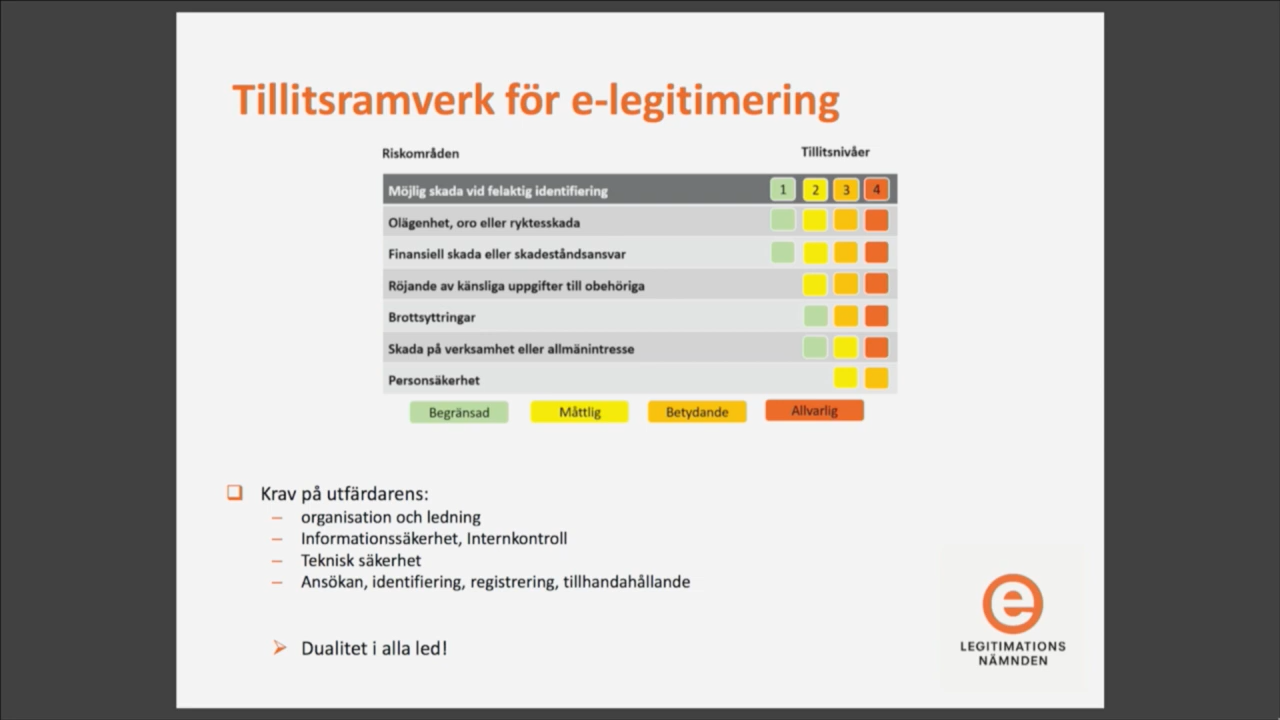 Tillitsramverk för e-legitimering
Riskområden Tillitsnivåer
Möjlig skada vid felaktig identifiering 1 2 3 4
Olägenhet, oro eller ryktesskada
Finansiell skada eller skadeståndsansvar
Röjande av känsliga uppgifter till obehöriga
Brottsyttringar
Skada på verksamhet eller allmänintresse
Personsäkerhet
Begränsad Måttlig Betydande Allvarlig
Krav på utfärdarens:
– organisation och ledning
– Informationssäkerhet, Internkontroll
– Teknisk säkerhet
– Ansökan, identifiering, registrering, tillhandahållande
Dualitet i alla led!
e
LEGITIMATIONS
NÄMNDEN